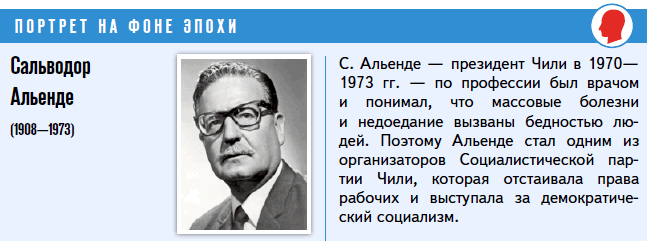 ПОРТРЕТ НА ФОНЕ ЭПОХИ
Сальводор
Альенде
(1908—1973)
С. Альенде — президент Чили в 1970—
1973 гг. — по профессии был врачом
и понимал, что массовые болезни
и недоедание вызваны бедностью лю-
дей. Поэтому Альенде стал одним из
организаторов Социалистической пар-
тии Чили, которая отстаивала права
рабочих и выступала за демократиче-
ский социализм.